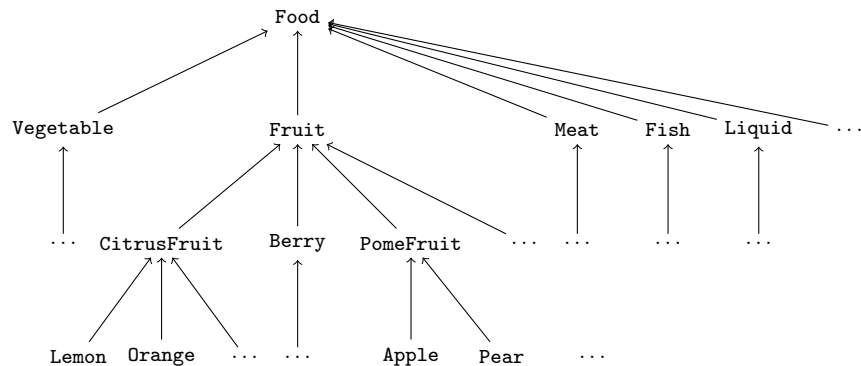 Food
Vegetable Fruit Meat Fish Liquid ...
... CitrusFruit Berry PomeFruit ... ... ... ...
Lemon Orange ... ... Apple Pear ...